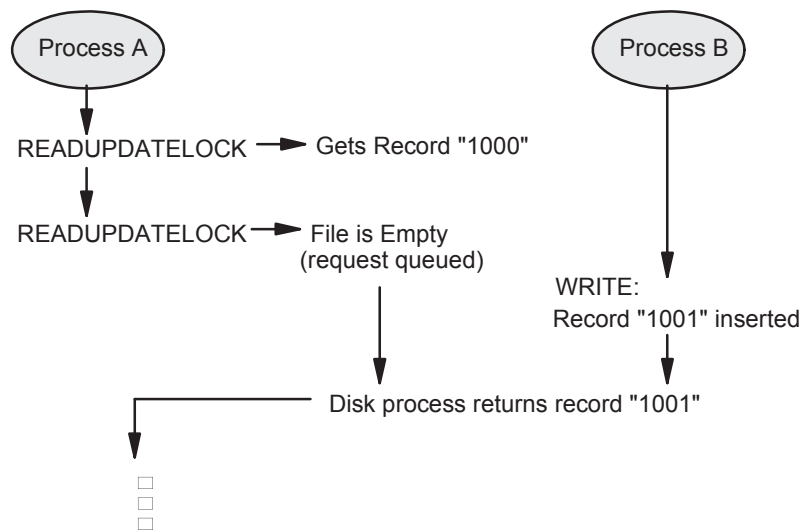 Process A
Process B
READUPDATELOCK
Gets Record "1000"
READUPDATELOCK
File is Empty
(request queued)
WRITE:
Record "1001" inserted
Disk process returns record "1001"